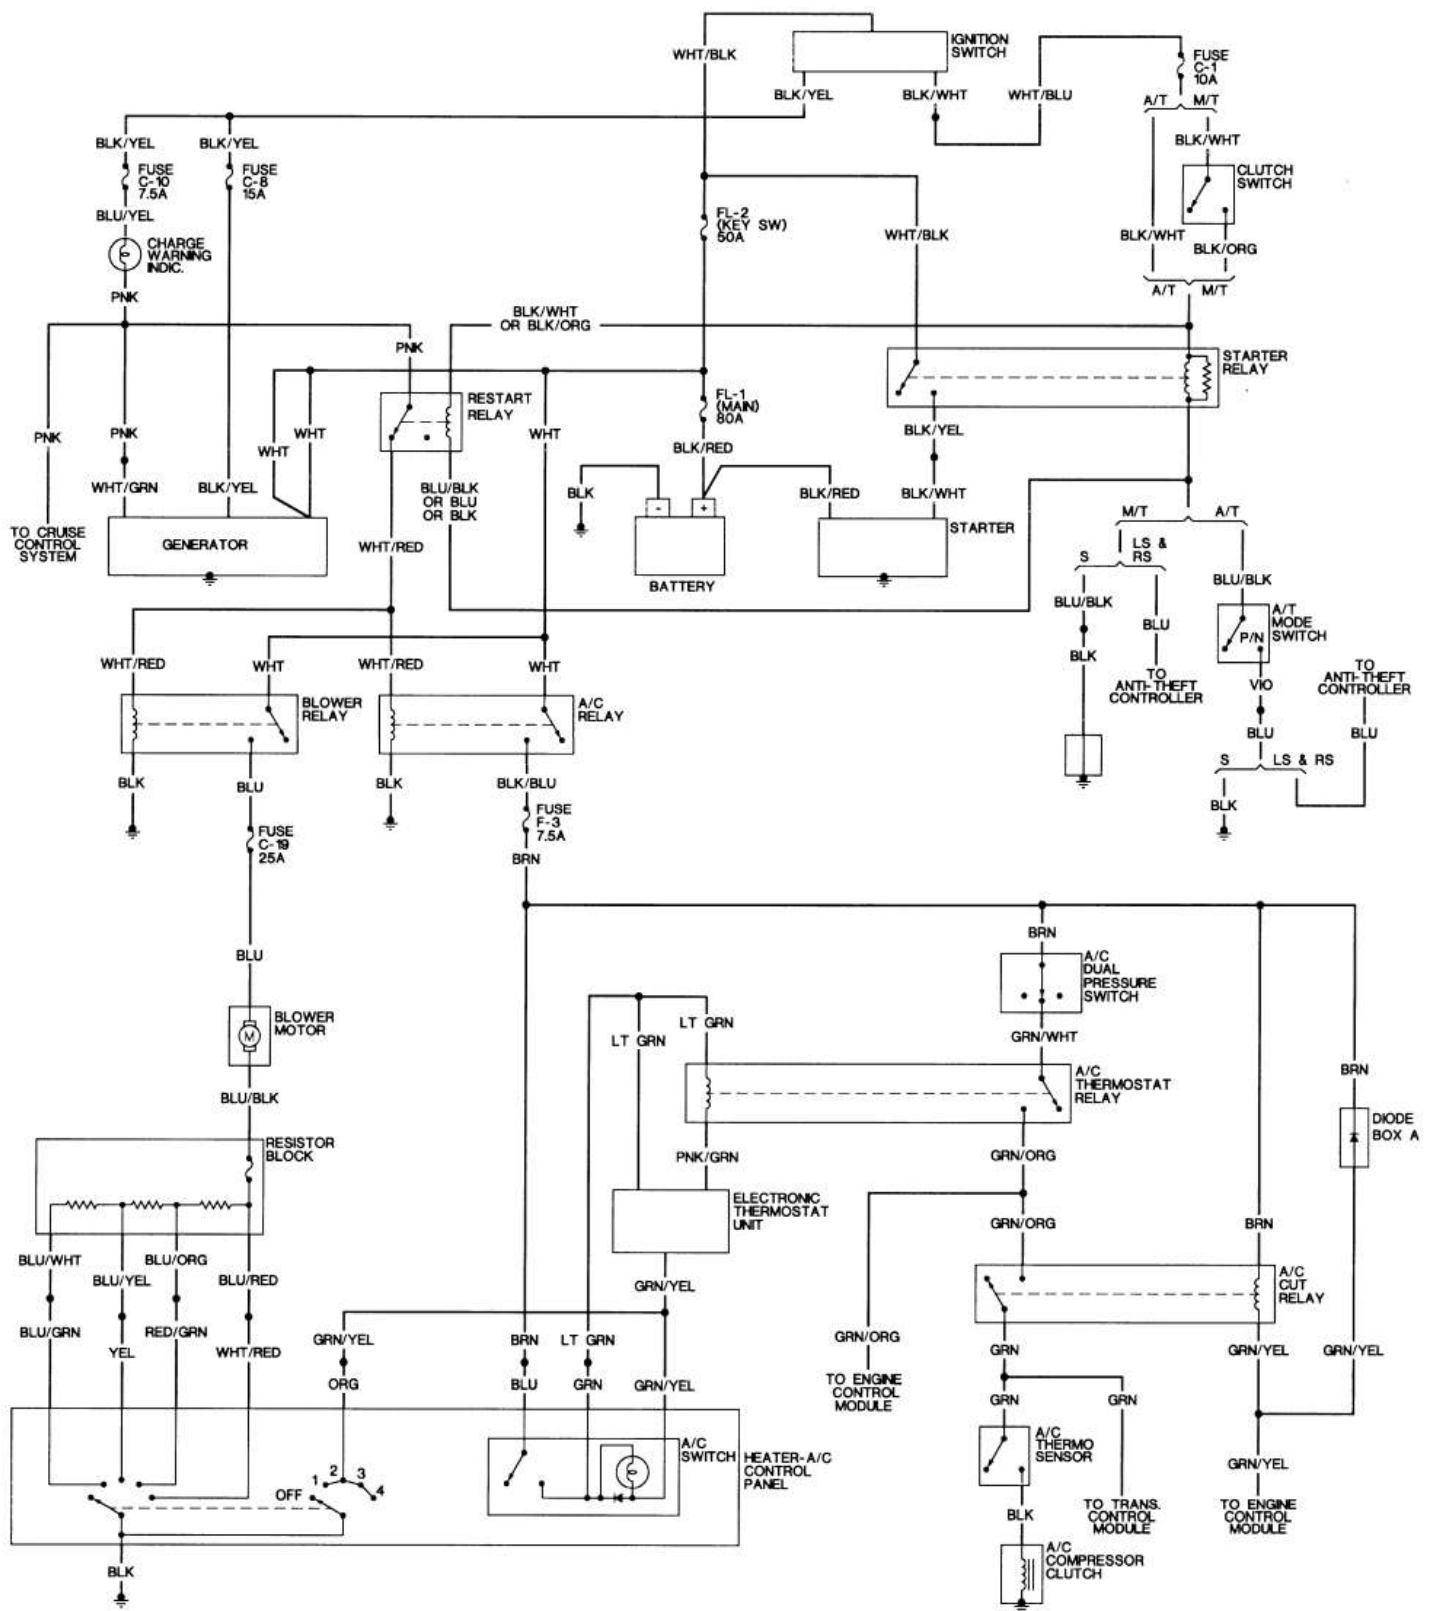 IGNITION
SWITCH
WHT/BLK
BLK/YEL
BLK/WHT
WHT/BLU
FUSE
C-1
10A
A/T M/T
BLK/WHT
CLUTCH
SWITCH
BLK/WHT
BLK/ORG
A/T M/T
BLK/YEL
BLK/YEL
FUSE
C-10
7.5A
FUSE
C-8
15A
BLU/YEL
CHARGE
WARNING
INDIC.
PNK
FL-2
(KEY SW)
50A
WHT/BLK
BLK/WHT
OR BLK/ORG
PNK
STARTER
RELAY
RESTART
RELAY
FL-1
(MAIN)
80A
PNK
PNK
WHT
WHT
WHT
BLK/RED
BLK/YEL
WHT/GRN
BLK/YEL
BLU/BLK
OR BLU
OR BLK
BLK
- +
BLK/RED
BLK/WHT
TO CRUISE
CONTROL
SYSTEM
GENERATOR
WHT/RED
BATTERY
STARTER
M/T A/T
S
LS &
RS
BLU/BLK
BLU
BLU/BLK
BLK
TO
ANTI-THEFT
CONTROLLER
A/T
MODE
SWITCH
P/N
VIO
BLU
TO
ANTI-THEFT
CONTROLLER
BLU
S LS & RS
BLK
WHT/RED
WHT
WHT/RED
WHT
BLOWER
RELAY
A/C
RELAY
BLK
BLU
BLK
BLK/BLU
FUSE
C-19
25A
FUSE
F-3
7.5A
BRN
BLU
BRN
A/C
DUAL
PRESSURE
SWITCH
BLOWER
MOTOR
M
LT GRN
LT GRN
GRN/WHT
A/C
THERMOSTAT
RELAY
BRN
BLU/BLK
DIODE
BOX A
RESISTOR
BLOCK
PNK/GRN
GRN/ORG
ELECTRONIC
THERMOSTAT
UNIT
GRN/ORG
BRN
BLU/WHT
BLU/YEL
BLU/ORG
BLU/RED
GRN/YEL
A/C
CUT
RELAY
BLU/GRN
YEL
RED/GRN
WHT/RED
GRN/YEL
BRN
LT GRN
GRN/ORG
GRN
GRN/YEL
GRN/YEL
ORG
BLU
GRN
GRN/YEL
TO ENGINE
CONTROL
MODULE
GRN
GRN
A/C
SWITCH
HEATER-A/C
CONTROL
PANEL
A/C
THERMO
SENSOR
GRN/YEL
OFF 1 2 3 4
TO TRANS.
CONTROL
MODULE
TO ENGINE
CONTROL
MODULE
BLK
BLK
A/C
COMPRESSOR
CLUTCH